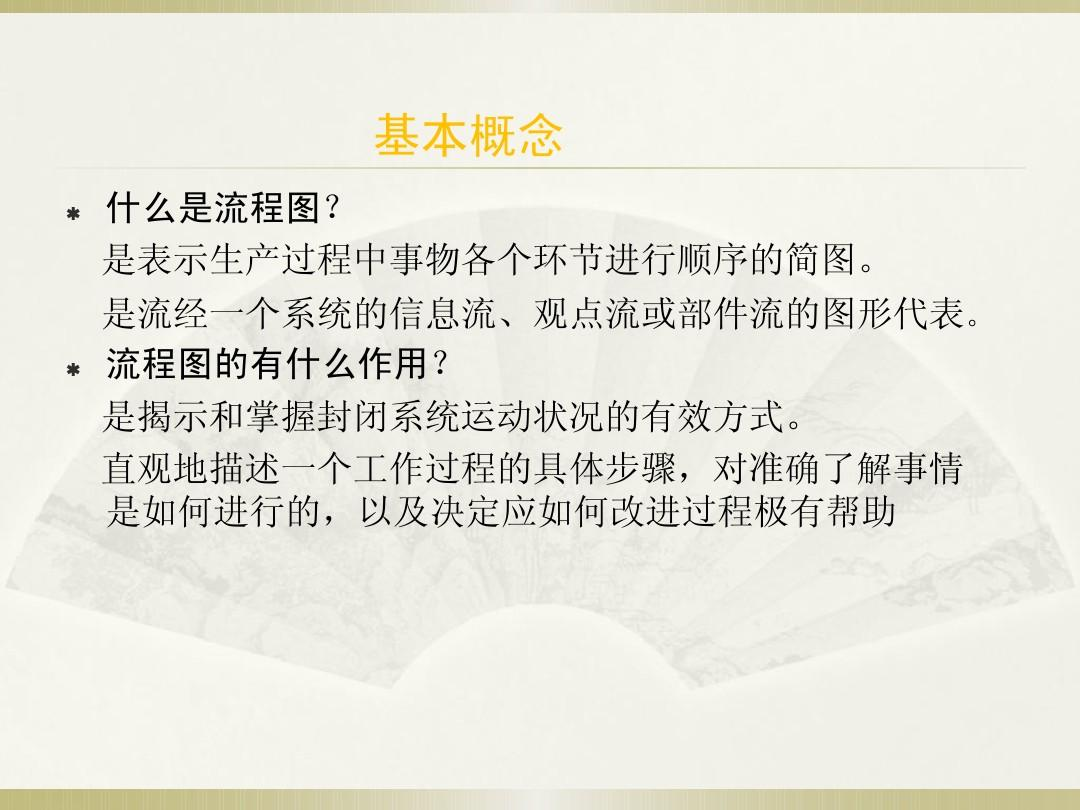 基本概念
什么是流程图？
是表示生产过程中事物各个环节进行顺序的简图。
是流经一个系统的信息流、观点流或部件流的图形代表。
流程图的有什么作用？
是揭示和掌握封闭系统运动状况的有效方式。
直观地描述一个工作过程的具体步骤，对准确了解事情
是如何进行的，以及决定应如何改进过程极有帮助